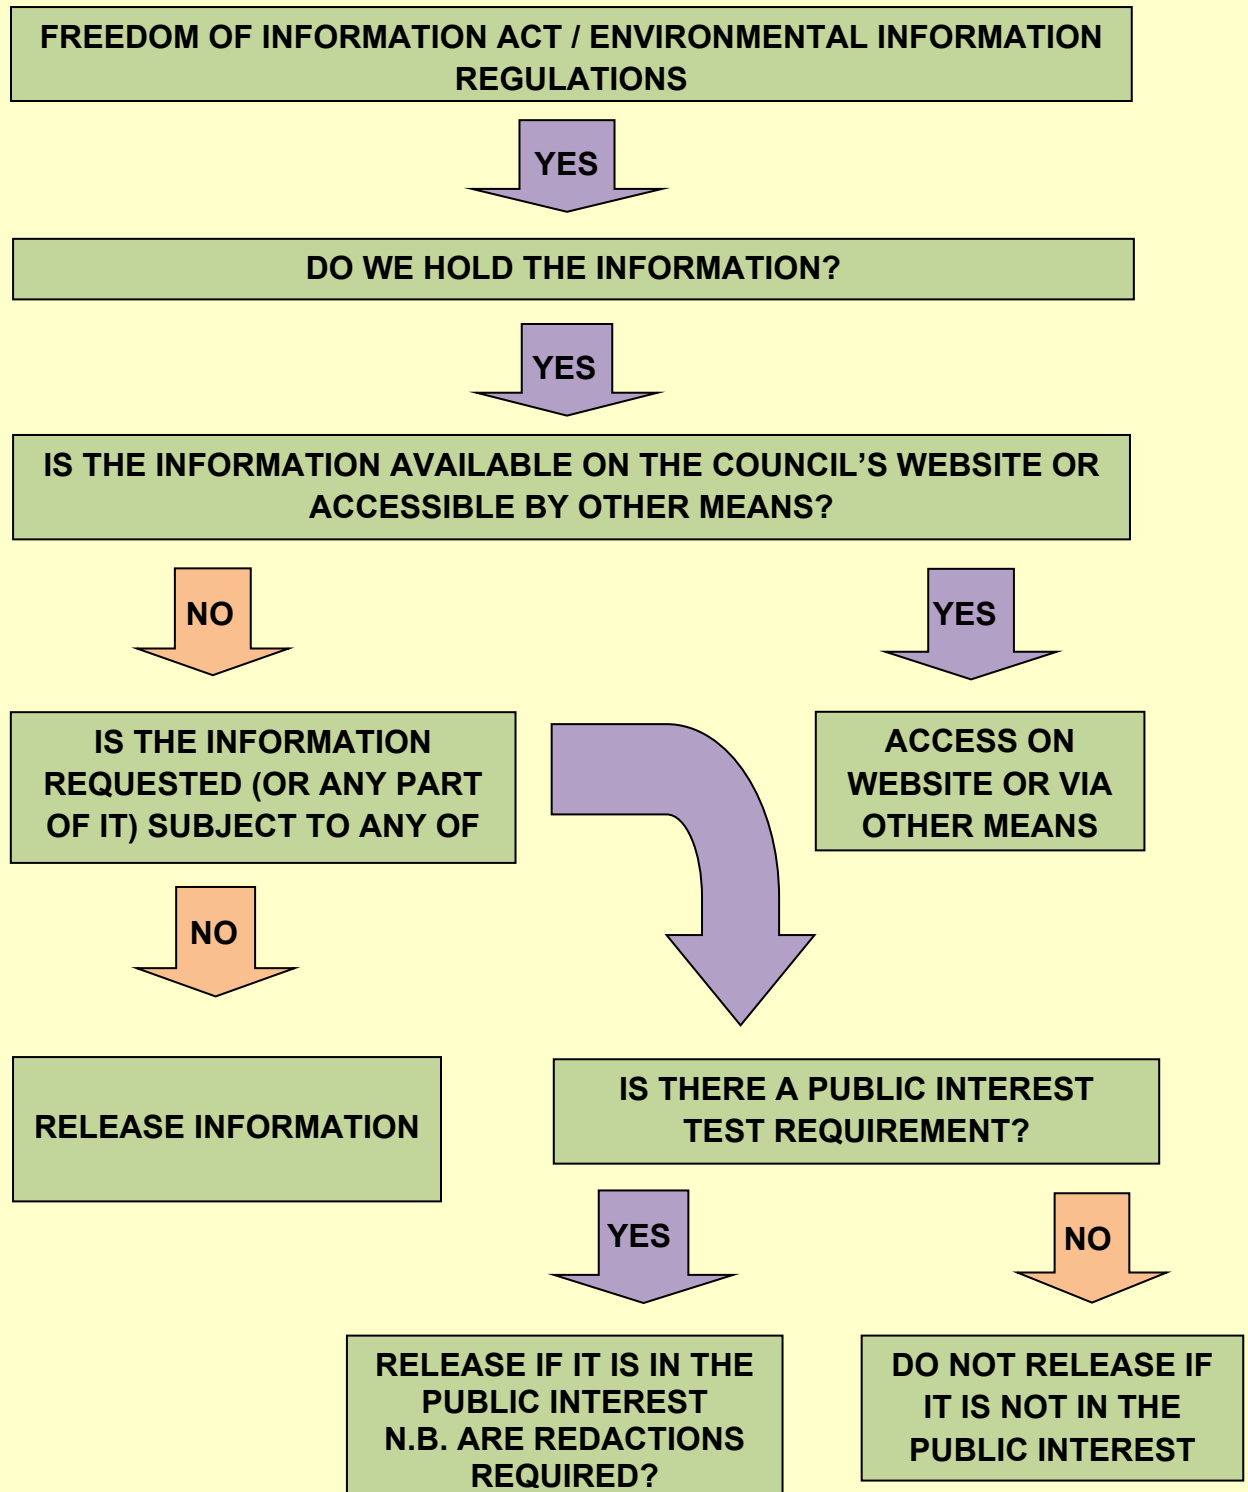 FREEDOM OF INFORMATION ACT / ENVIRONMENTAL INFORMATION
REGULATIONS
YES
DO WE HOLD THE INFORMATION?
YES
IS THE INFORMATION AVAILABLE ON THE COUNCIL’S WEBSITE OR
ACCESSIBLE BY OTHER MEANS?
NO
YES
IS THE INFORMATION
REQUESTED (OR ANY PART
OF IT) SUBJECT TO ANY OF
ACCESS ON
WEBSITE OR VIA
OTHER MEANS
NO
RELEASE INFORMATION
IS THERE A PUBLIC INTEREST
TEST REQUIREMENT?
YES
NO
RELEASE IF IT IS IN THE
PUBLIC INTEREST
N.B. ARE REDACTIONS
REQUIRED?
DO NOT RELEASE IF
IT IS NOT IN THE
PUBLIC INTEREST